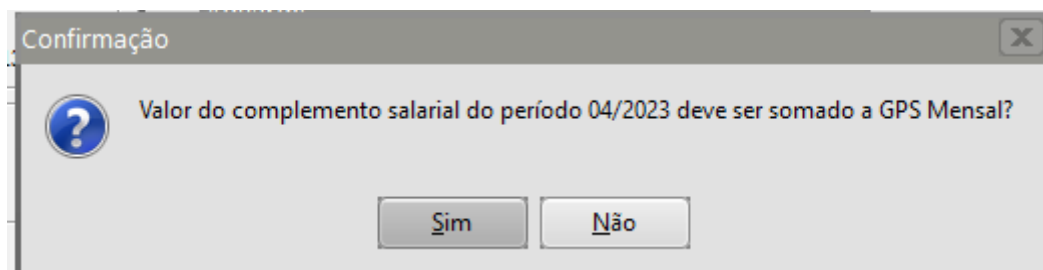 Confirmação
Valor do complemento salarial do período 04/2023 deve ser somado a GPS Mensal?
Sim
Não